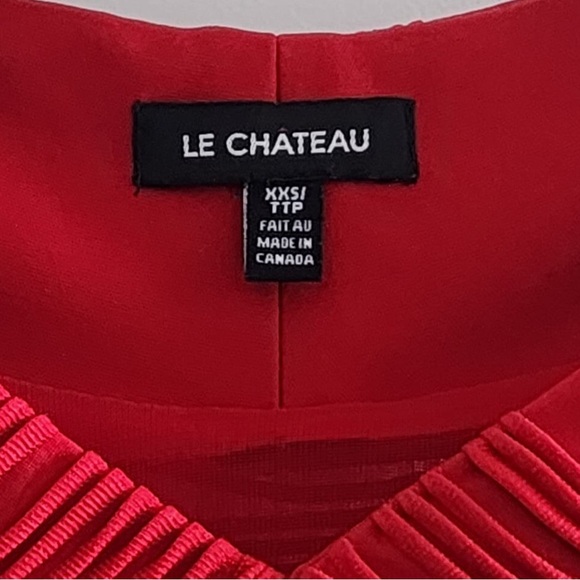 LE CHATEAU
XXS/
TTP
FAIT AU
MADE IN
CANADA